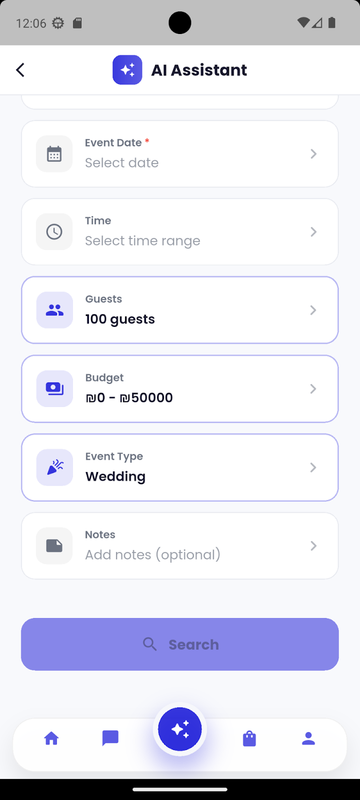 12:06
AI Assistant
Event Date *
Select date
Time
Select time range
Guests
100 guests
Budget
₪0 - ₪50000
Event Type
Wedding
Notes
Add notes (optional)
Search